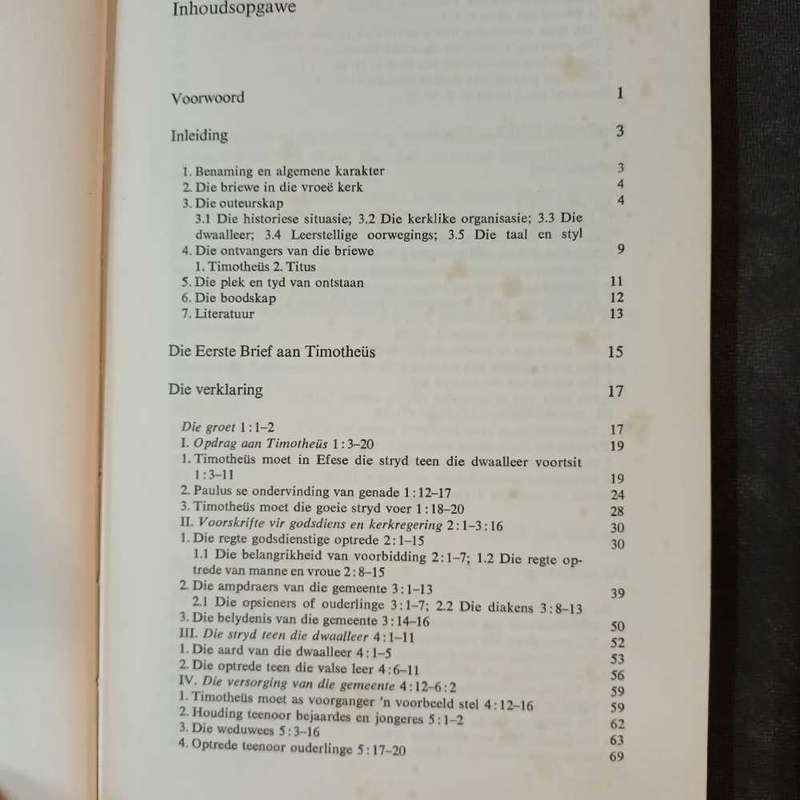 Inhoudsopgawe
Voorwoord 1
Inleiding 3
1. Benaming en algemene karakter 3
2. Die briewe in die vroeë kerk 4
3. Die outeurskap 4
3.1 Die historiese situasie; 3.2 Die kerklike organisasie; 3.3 Die
dwaalleer; 3.4 Leerstellige oorwegings; 3.5 Die taal en styl
4. Die ontvangers van die briewe 9
1. Timotheüs 2. Titus
5. Die plek en tyd van ontstaan 11
6. Die boodskap 12
7. Literatuur 13
Die Eerste Brief aan Timotheüs 15
Die verklaring 17
Die groet 1:1–2 17
I. Opdrag aan Timotheüs 1:3–20 19
1. Timotheüs moet in Efese die stryd teen die dwaalleer voortsit
1:3–11 19
2. Paulus se ondervinding van genade 1:12–17 24
3. Timotheüs moet die goeie stryd voer 1:18–20 28
II. Voorskrifte vir godsdiens en kerkregering 2:1–3:16 30
1. Die regte godsdienstige optrede 2:1–15 30
1.1 Die belangrikheid van voorbidding 2:1–7; 1.2 Die regte op-
trede van manne en vroue 2:8–15
2. Die ampdraers van die gemeente 3:1–13 39
2.1 Die opsieners of ouderlinge 3:1–7; 2.2 Die diakens 3:8–13
3. Die belydenis van die gemeente 3:14–16 50
III. Die stryd teen die dwaalleer 4:1–11 52
1. Die aard van die dwaalleer 4:1–5 53
2. Die optrede teen die valse leer 4:6–11 56
IV. Die versorging van die gemeente 4:12–6:2 59
1. Timotheüs moet as voorganger 'n voorbeeld stel 4:12–16 59
2. Houding teenoor bejaardes en jongeres 5:1–2 62
3. Die weduwees 5:3–16 63
4. Optrede teenoor ouderlinge 5:17–20 69